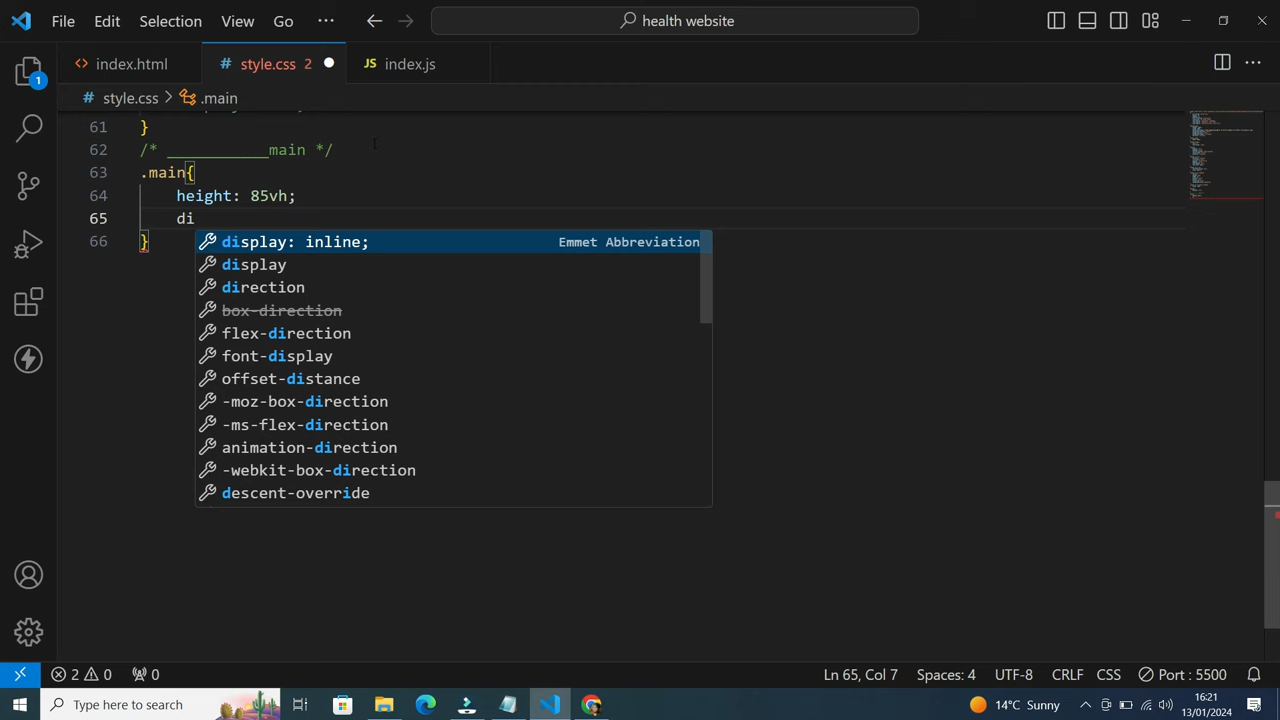 File Edit Selection View Go ··· health website
index.html # style.css 2 JS index.js
# style.css > .main
61 }
62 /* ___________main */
63 .main{
64 height: 85vh;
65 di
66 }
display: inline; Emmet Abbreviation
display
direction
box-direction
flex-direction
font-display
offset-distance
-moz-box-direction
-ms-flex-direction
animation-direction
-webkit-box-direction
descent-override
1
2 0 0 Ln 65, Col 7 Spaces: 4 UTF-8 CRLF CSS Port : 5500
Type here to search 14°C Sunny 16:21
13/01/2024